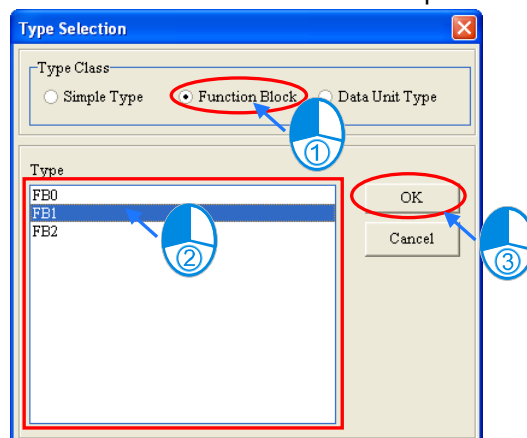 Type Selection
Type Class
Simple Type Function Block Data Unit Type
①
Type
FB0
FB1
FB2
OK
Cancel
②
③